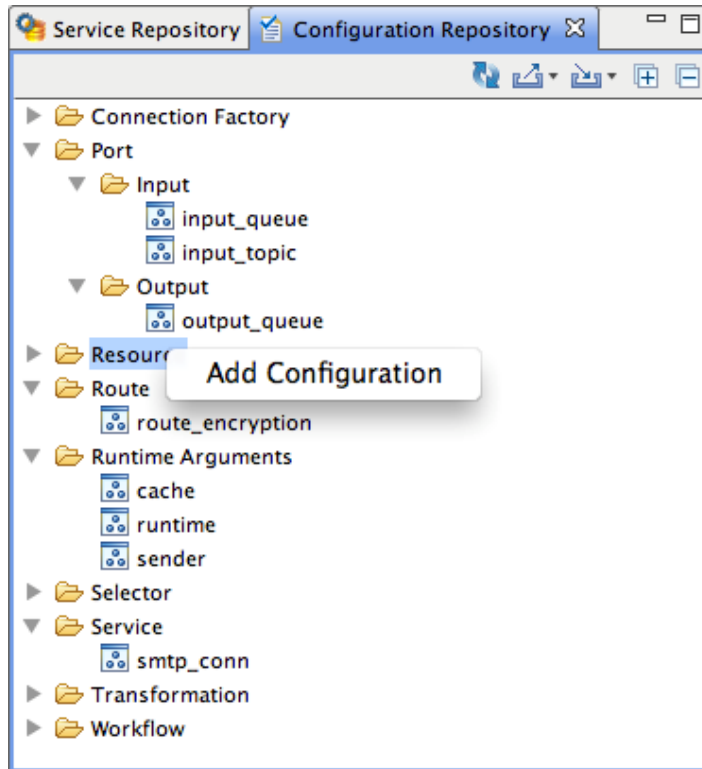 Service Repository Configuration Repository
Connection Factory
Port
Input
input_queue
input_topic
Output
output_queue
Resourc
Add Configuration
Route
route_encryption
Runtime Arguments
cache
runtime
sender
Selector
Service
smtp_conn
Transformation
Workflow